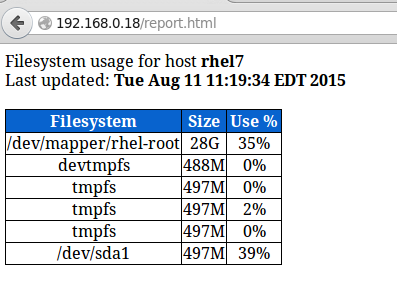 192.168.0.18/report.html
Filesystem usage for host rhel7
Last updated: Tue Aug 11 11:19:34 EDT 2015
Filesystem Size Use %
/dev/mapper/rhel-root 28G 35%
devtmpfs 488M 0%
tmpfs 497M 0%
tmpfs 497M 2%
tmpfs 497M 0%
/dev/sda1 497M 39%